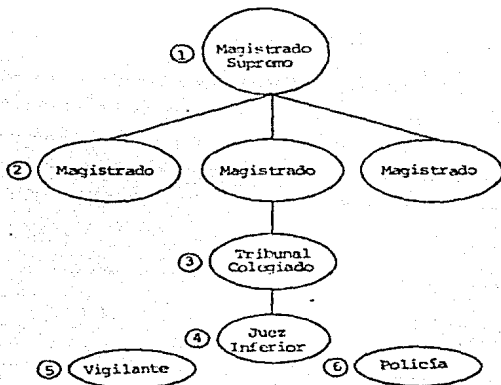 1 Magistrado
Supremo
2 Magistrado Magistrado Magistrado
3 Tribunal
Colegiado
4 Juez
Inferior
5 Vigilante 6 Policía